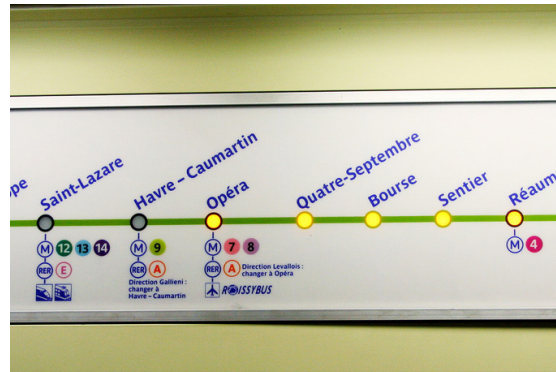 pe
Saint-Lazare
Havre – Caumartin
Opéra
Quatre-Septembre
Bourse
Sentier
Réaum
M 12 13 14
RER E
M 9
RER A
Direction Gallieni :
changer à
Havre – Caumartin
M 7 8
RER A Direction Levallois :
changer à Opéra
ROISSYBUS
M 4